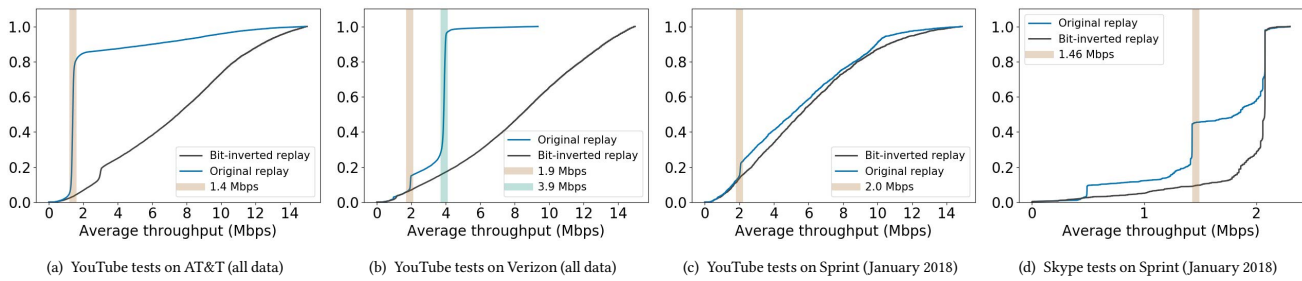 1.0
0.8
0.6
0.4
0.2
0.0
0 2 4 6 8 10 12 14
Average throughput (Mbps)
Bit-inverted replay
Original replay
1.4 Mbps
(a) YouTube tests on AT&T (all data)
1.0
0.8
0.6
0.4
0.2
0.0
0 2 4 6 8 10 12 14
Average throughput (Mbps)
Original replay
Bit-inverted replay
1.9 Mbps
3.9 Mbps
(b) YouTube tests on Verizon (all data)
1.0
0.8
0.6
0.4
0.2
0.0
0 2 4 6 8 10 12 14
Average throughput (Mbps)
Bit-inverted replay
Original replay
2.0 Mbps
(c) YouTube tests on Sprint (January 2018)
1.0
0.8
0.6
0.4
0.2
0.0
0 1 2
Average throughput (Mbps)
Original replay
Bit-inverted replay
1.46 Mbps
(d) Skype tests on Sprint (January 2018)